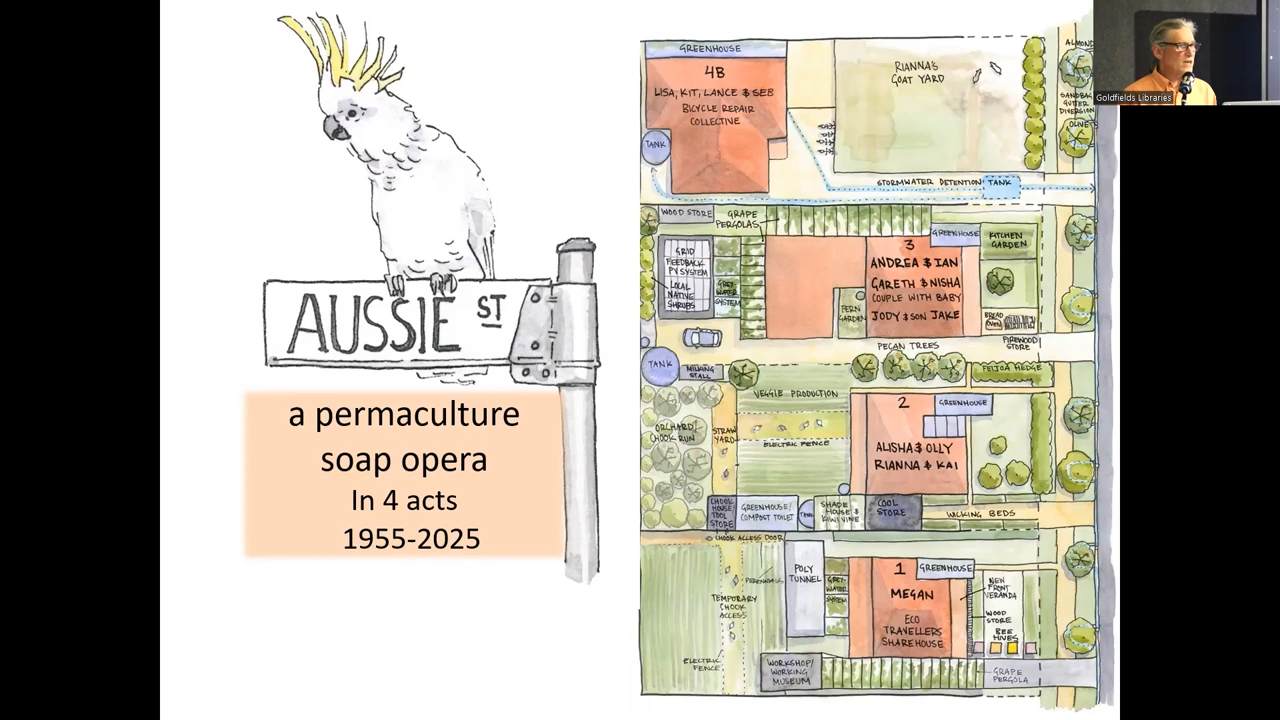 AUSSIE ST
a permaculture
soap opera
In 4 acts
1955-2025
GREENHOUSE
4B
LISA, KIT, LANCE & SEB
BICYCLE REPAIR
COLLECTIVE
TANK
RIANNA'S
GOAT YARD
ALMOND
SANDBAG
GUTTER
DIVERSION
OLIVES
STORMWATER DETENTION TANK
WOOD STORE
GRAPE
PERGOLAS
GRID
FEEDBACK
PV SYSTEM
LOCAL
NATIVE
SHRUBS
GREY
WATER
SYSTEM
3
ANDREA & IAN
GARETH & NISHA
COUPLE WITH BABY
JODY & SON JAKE
FERN
GARDEN
GREENHOUSE
KITCHEN
GARDEN
BREAD
OVEN
FIREWOOD
STORE
PECAN TREES
TANK
MILKING
STALL
FEIJOA HEDGE
VEGGIE PRODUCTION
ORCHARD/
CHOOK RUN
STRAW
YARD
ELECTRIC FENCE
2
GREENHOUSE
ALISHA & OLLY
RIANNA & KAI
CHOOK
HOUSE
TOOL
STORE
GREENHOUSE/
COMPOST TOILET
TANK
SHADE
HOUSE &
KIWI VINE
COOL
STORE
WICKING BEDS
CHOOK ACCESS DOOR
POLY
TUNNEL
PERENNIALS
TEMPORARY
CHOOK
ACCESS
GREY-
WATER
SYSTEM
1
GREENHOUSE
MEGAN
ECO
TRAVELLERS
SHAREHOUSE
NEW
FRONT
VERANDA
WOOD
STORE
BEE
HIVES
ELECTRIC
FENCE
WORKSHOP/
WORKING
MUSEUM
GRAPE
PERGOLA
Goldfields Libraries